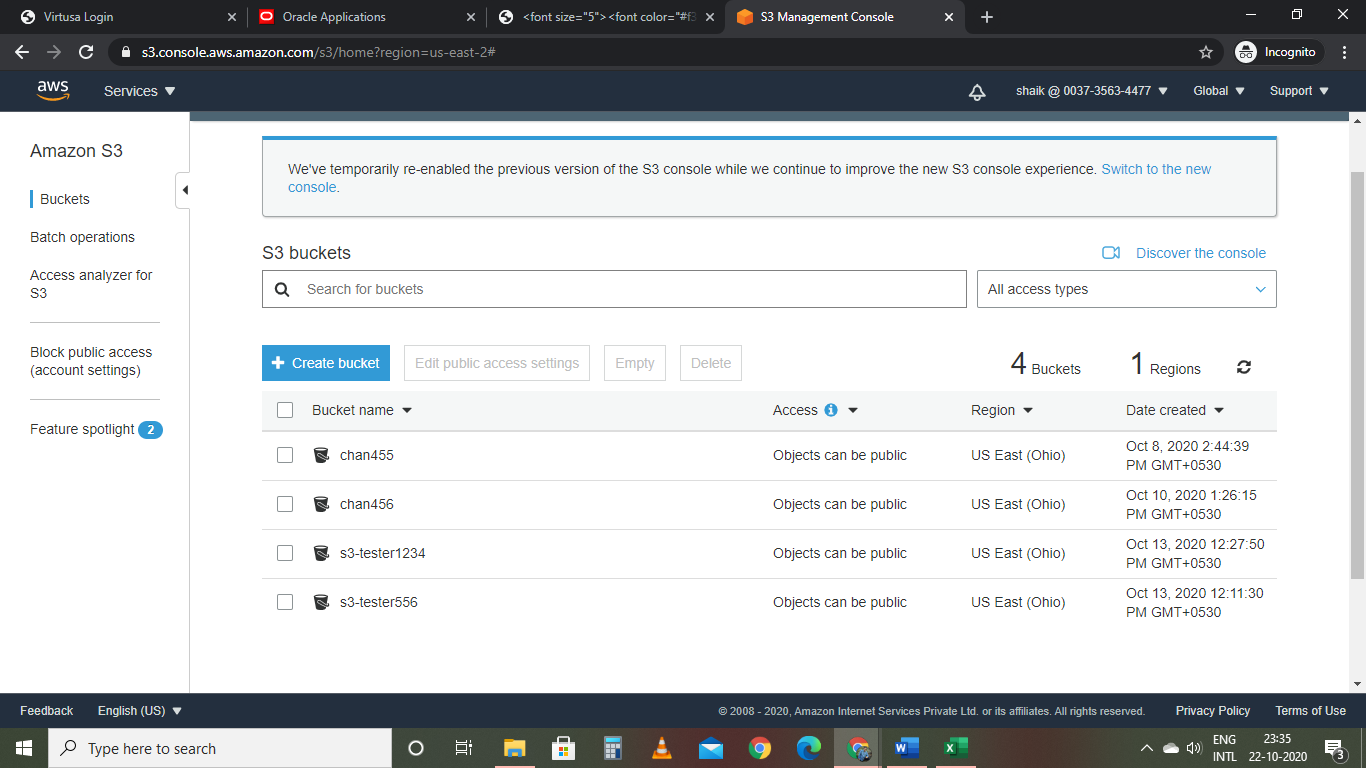 Virtusa Login
Oracle Applications
<font size="5"><font color="#f3
S3 Management Console
s3.console.aws.amazon.com/s3/home?region=us-east-2#
Incognito
aws
Services
shaik @ 0037-3563-4477
Global
Support
Amazon S3
Buckets
Batch operations
Access analyzer for
S3
Block public access
(account settings)
Feature spotlight 2
We've temporarily re-enabled the previous version of the S3 console while we continue to improve the new S3 console experience. Switch to the new
console.
S3 buckets
Discover the console
Search for buckets
All access types
+ Create bucket
Edit public access settings
Empty
Delete
4 Buckets
1 Regions
Bucket name
Access
Region
Date created
chan455
Objects can be public
US East (Ohio)
Oct 8, 2020 2:44:39
PM GMT+0530
chan456
Objects can be public
US East (Ohio)
Oct 10, 2020 1:26:15
PM GMT+0530
s3-tester1234
Objects can be public
US East (Ohio)
Oct 13, 2020 12:27:50
PM GMT+0530
s3-tester556
Objects can be public
US East (Ohio)
Oct 13, 2020 12:11:30
PM GMT+0530
Feedback
English (US)
© 2008 - 2020, Amazon Internet Services Private Ltd. or its affiliates. All rights reserved.
Privacy Policy
Terms of Use
Type here to search
ENG
INTL
23:35
22-10-2020
3